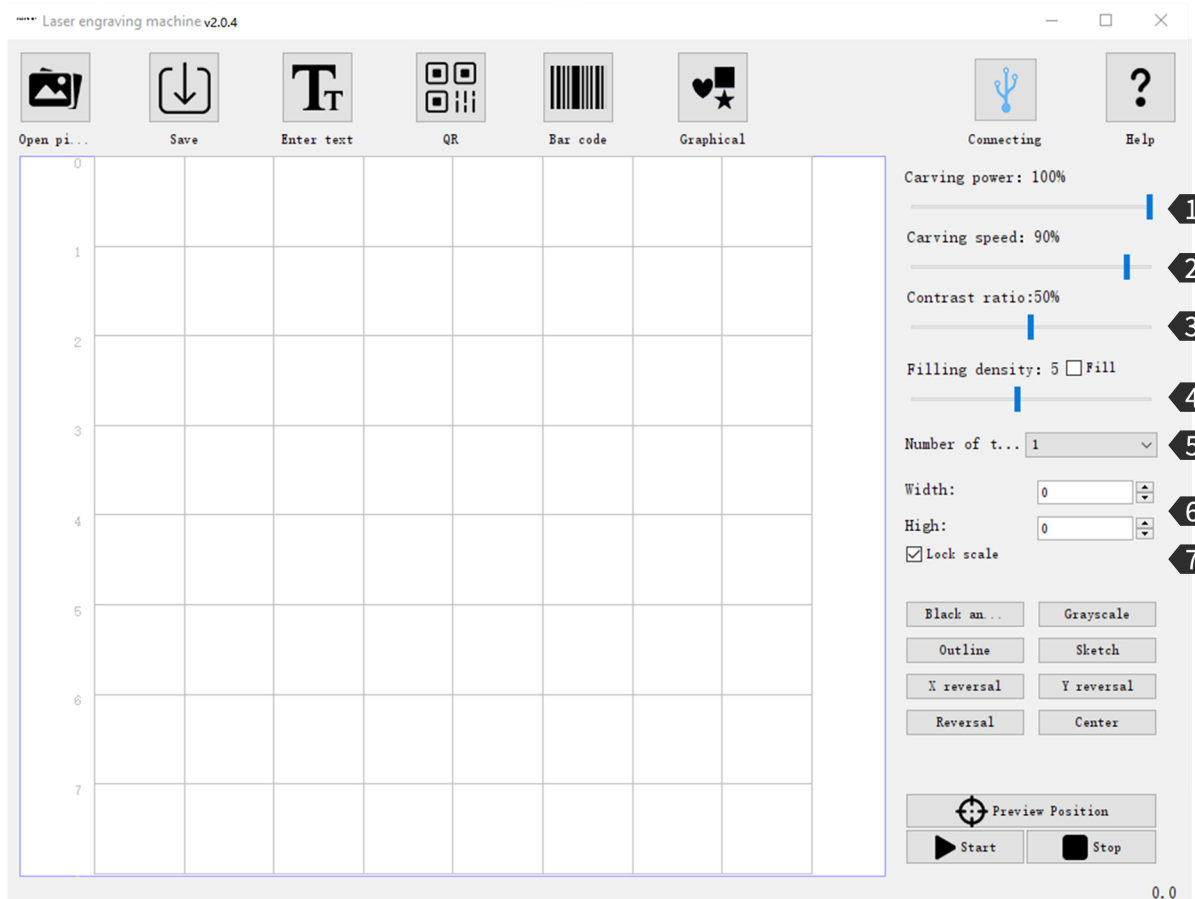 Laser engraving machine v2.0.4
Open pi... Save Enter text QR Bar code Graphical Connecting Help
0
1
2
3
4
5
6
7
Carving power: 100%
1
Carving speed: 90%
2
Contrast ratio:50%
3
Filling density: 5 Fill
4
Number of t... 1
5
Width: 0
6
High: 0
Lock scale
7
Black an... Grayscale
Outline Sketch
X reversal Y reversal
Reversal Center
Preview Position
Start Stop
0.0